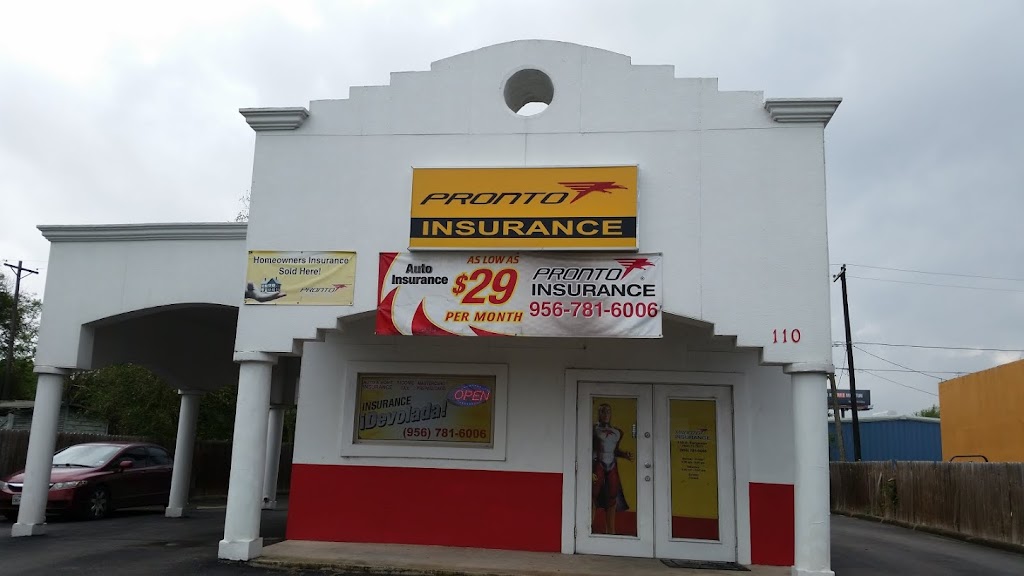 PRONTO
INSURANCE
Homeowners Insurance
Sold Here!
PRONTO
Auto
Insurance
AS LOW AS
$29
PER MONTH
PRONTO
INSURANCE
956-781-6006
110
OPEN
INSURANCE
¡Devolada!
(956) 781-6006
INSURANCE